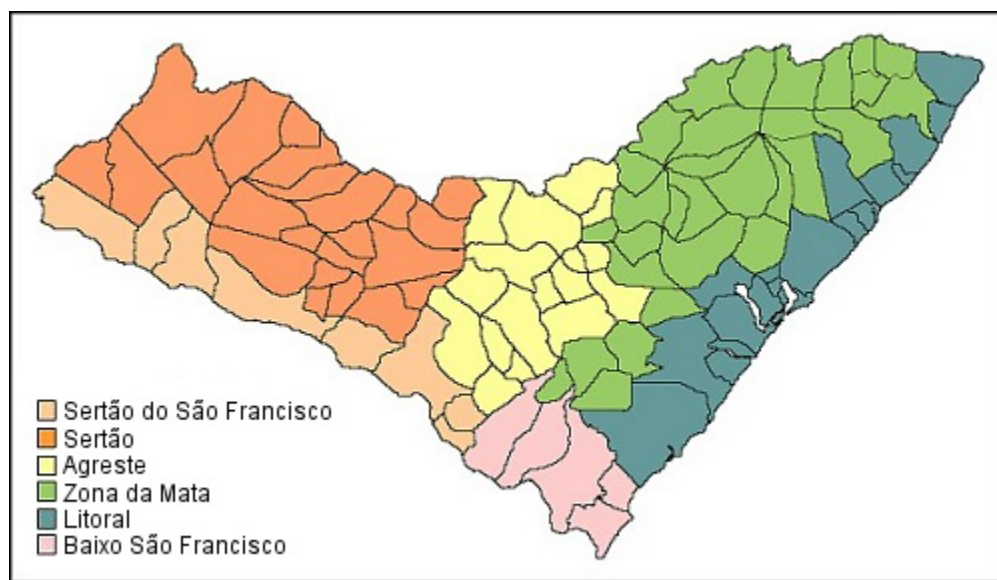 Sertão do São Francisco
Sertão
Agreste
Zona da Mata
Litoral
Baixo São Francisco